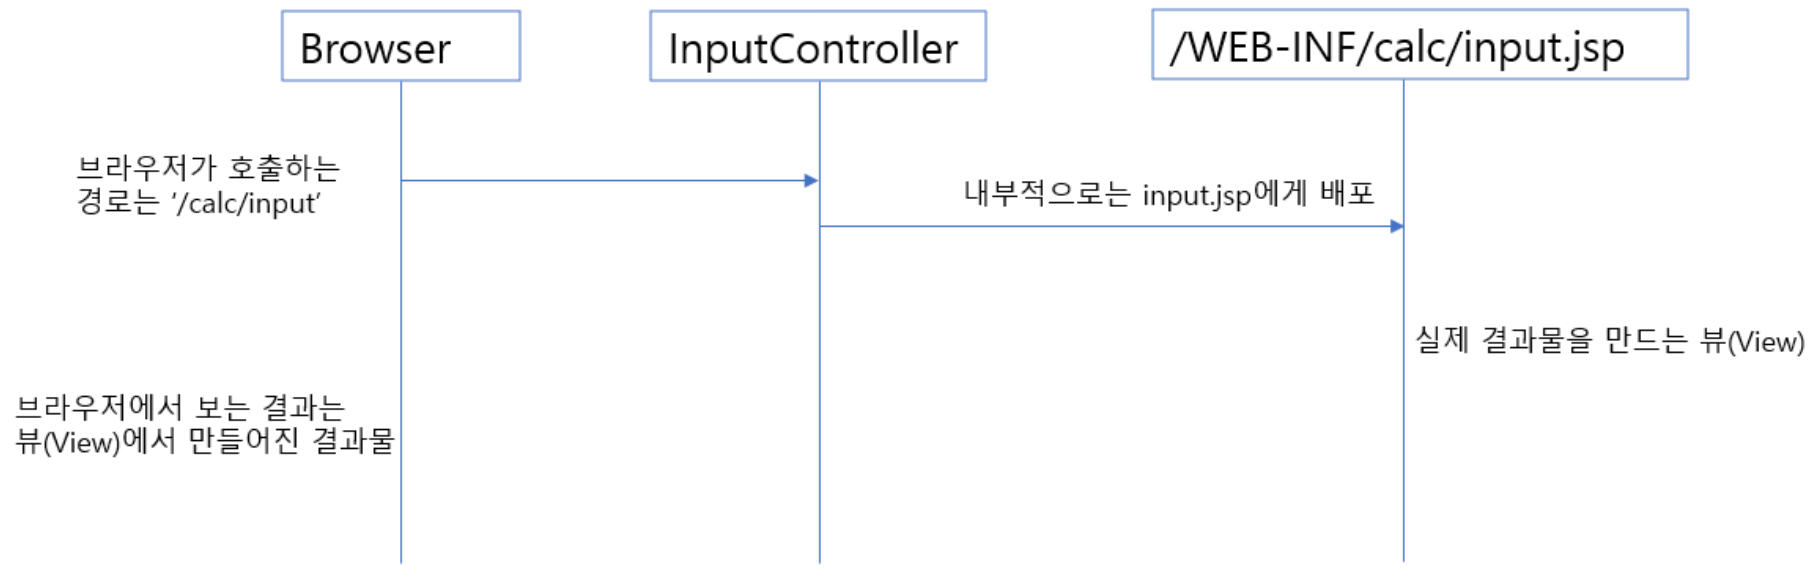 Browser
InputController
/WEB-INF/calc/input.jsp
브라우저가 호출하는
경로는 ‘/calc/input’
내부적으로는 input.jsp에게 배포
실제 결과물을 만드는 뷰(View)
브라우저에서 보는 결과는
뷰(View)에서 만들어진 결과물